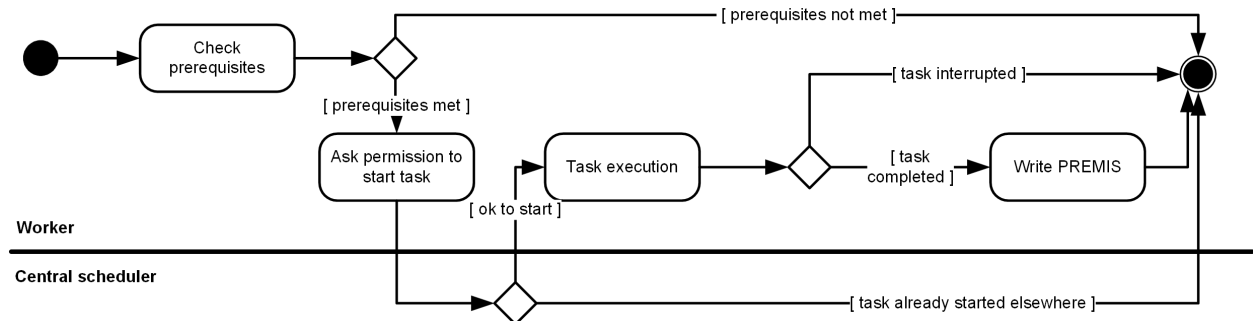 [ prerequisites not met ]
Check
prerequisites
[ task interrupted ]
[ prerequisites met ]
Ask permission to
start task
Task execution
[ task
completed ]
Write PREMIS
[ ok to start ]
Worker
Central scheduler
[ task already started elsewhere ]